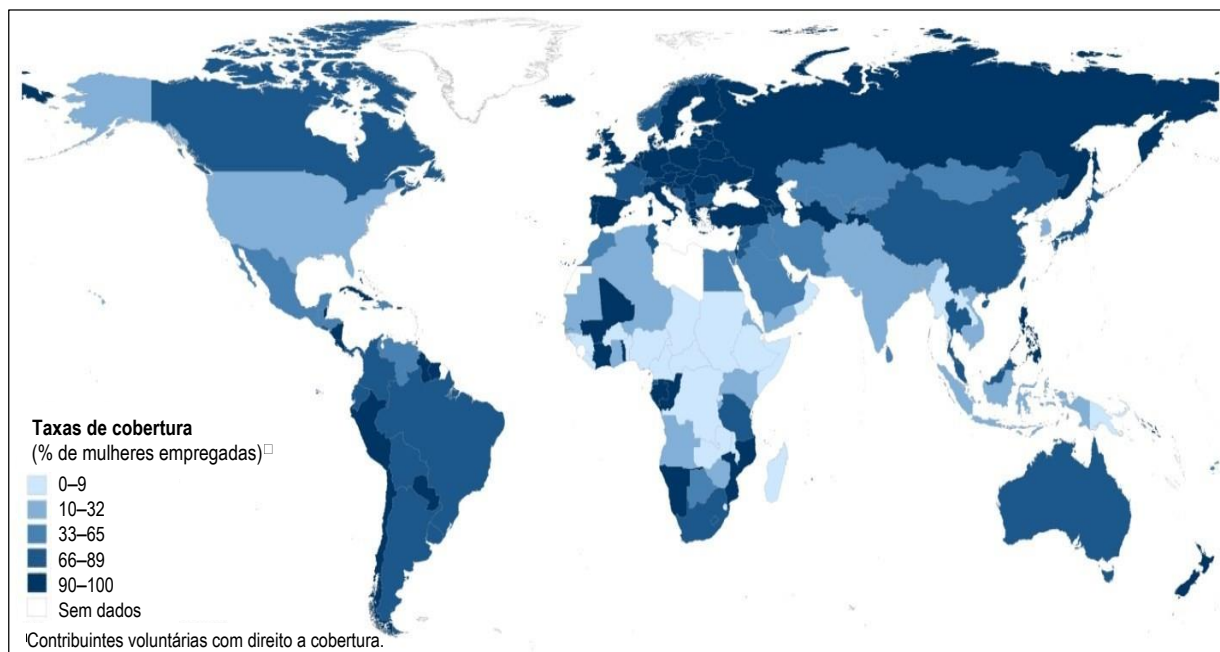 Taxas de cobertura
(% de mulheres empregadas)
0–9
10–32
33–65
66–89
90–100
Sem dados
Contribuintes voluntárias com direito a cobertura.